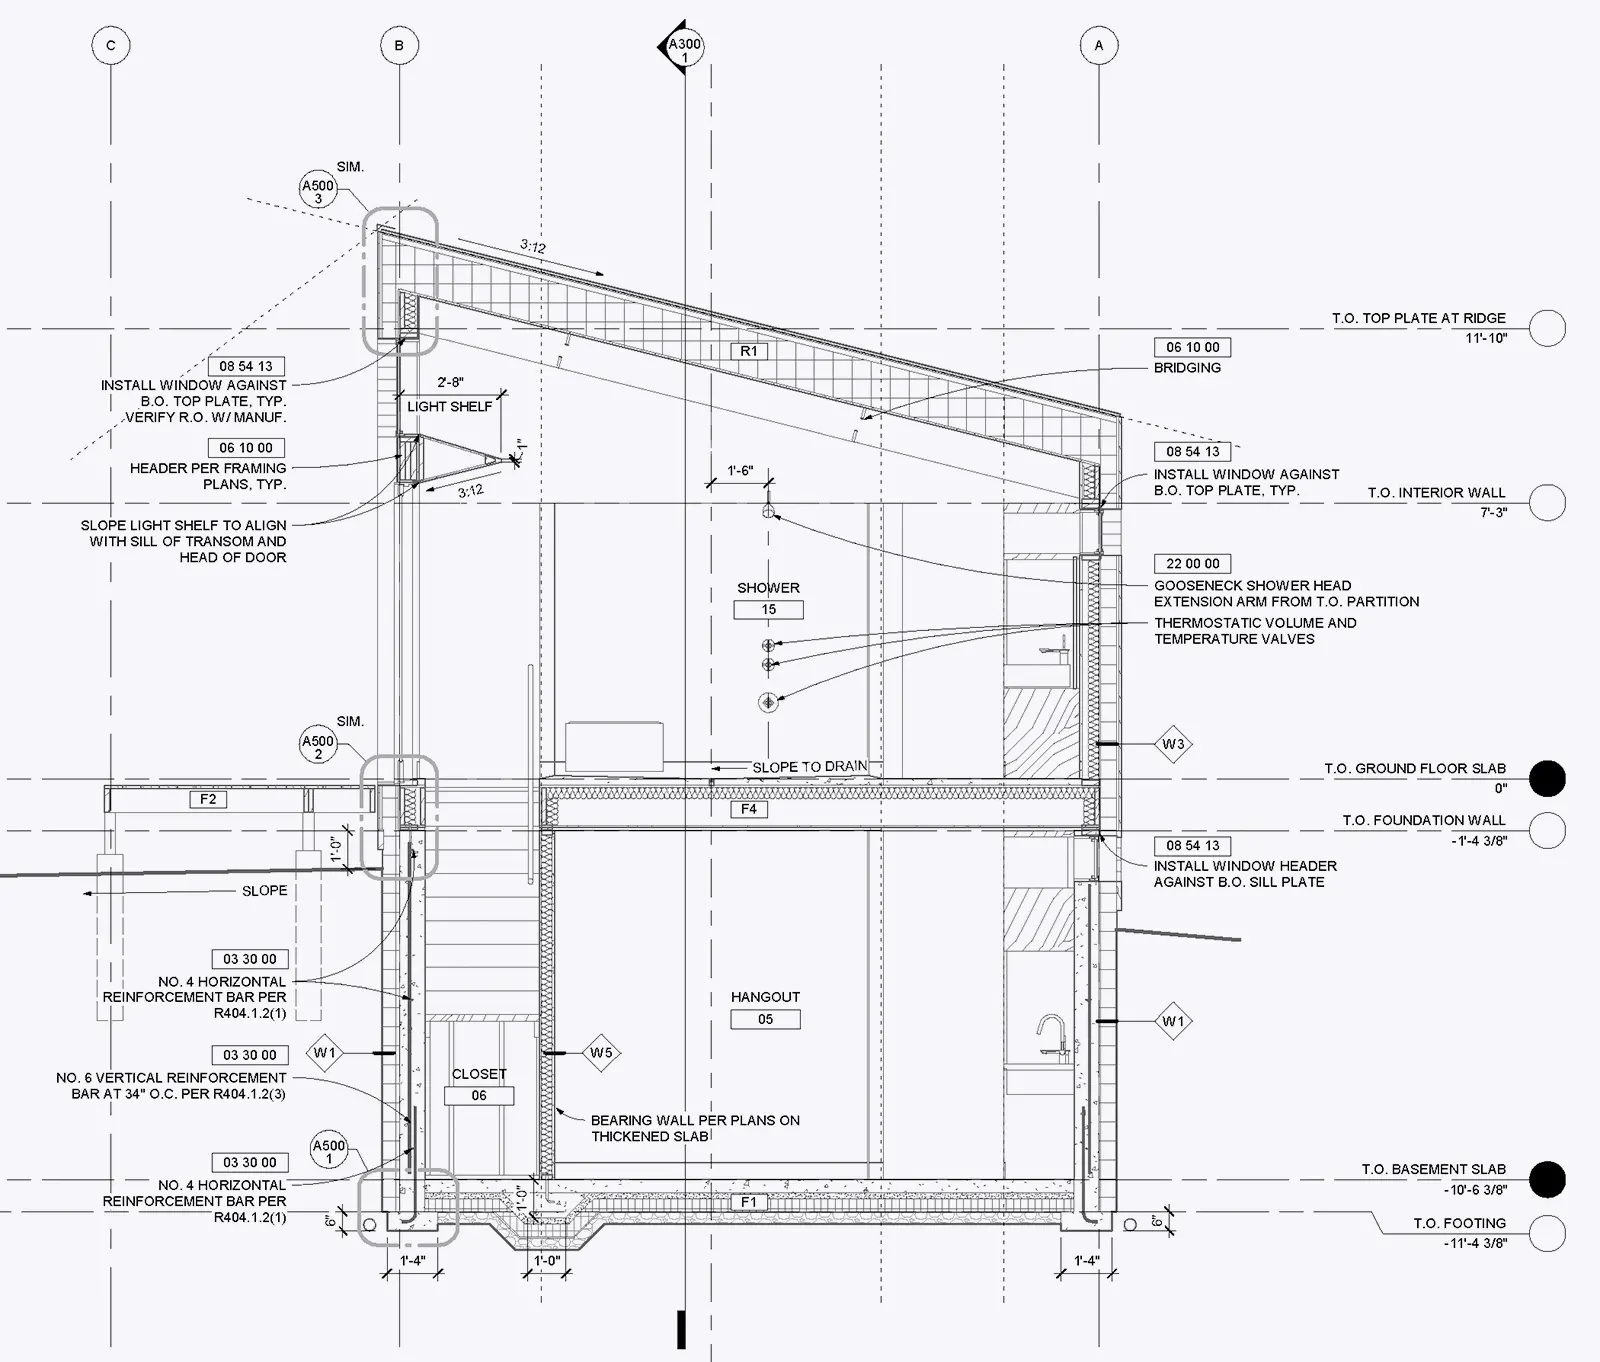 C
B
A300
1
A
SIM.
A500
3
3:12
T.O. TOP PLATE AT RIDGE
11'-10"
R1
06 10 00
BRIDGING
08 54 13
INSTALL WINDOW AGAINST
B.O. TOP PLATE, TYP.
VERIFY R.O. W/ MANUF.
2'-8"
LIGHT SHELF
06 10 00
HEADER PER FRAMING
PLANS, TYP.
1"
3:12
08 54 13
INSTALL WINDOW AGAINST
B.O. TOP PLATE, TYP.
1'-6"
T.O. INTERIOR WALL
7'-3"
SLOPE LIGHT SHELF TO ALIGN
WITH SILL OF TRANSOM AND
HEAD OF DOOR
22 00 00
GOOSENECK SHOWER HEAD
EXTENSION ARM FROM T.O. PARTITION
THERMOSTATIC VOLUME AND
TEMPERATURE VALVES
SHOWER
15
SIM.
A500
2
W3
SLOPE TO DRAIN
T.O. GROUND FLOOR SLAB
0"
F2
F4
T.O. FOUNDATION WALL
-1'-4 3/8"
1'-0"
08 54 13
INSTALL WINDOW HEADER
AGAINST B.O. SILL PLATE
SLOPE
03 30 00
NO. 4 HORIZONTAL
REINFORCEMENT BAR PER
R404.1.2(1)
HANGOUT
05
W1
03 30 00
NO. 6 VERTICAL REINFORCEMENT
BAR AT 34" O.C. PER R404.1.2(3)
W1
W5
CLOSET
06
BEARING WALL PER PLANS ON
THICKENED SLAB
A500
1
03 30 00
NO. 4 HORIZONTAL
REINFORCEMENT BAR PER
R404.1.2(1)
T.O. BASEMENT SLAB
-10'-6 3/8"
1'-0"
F1
6"
6"
T.O. FOOTING
-11'-4 3/8"
1'-4"
1'-0"
1'-4"